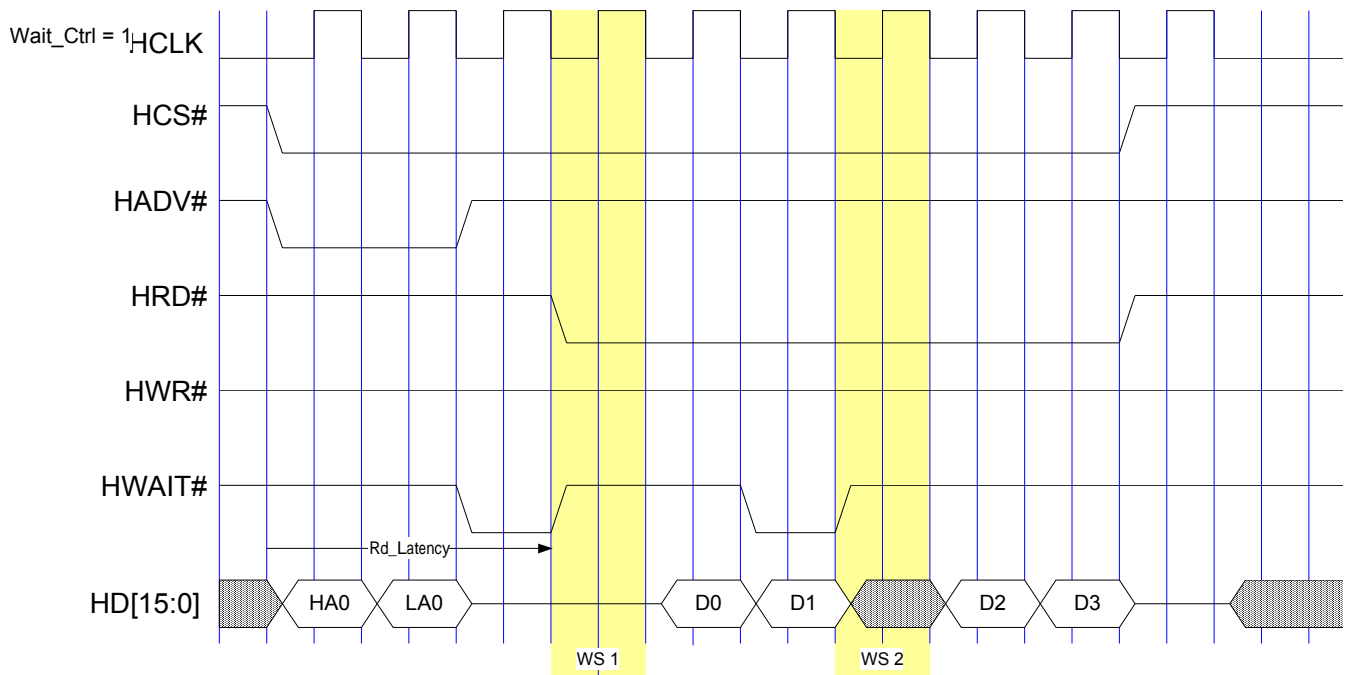 Wait_Ctrl = 1
HCLK
HCS#
HADV#
HRD#
HWR#
HWAIT#
Rd_Latency
HD[15:0]
HA0 LA0 D0 D1 D2 D3
WS 1 WS 2